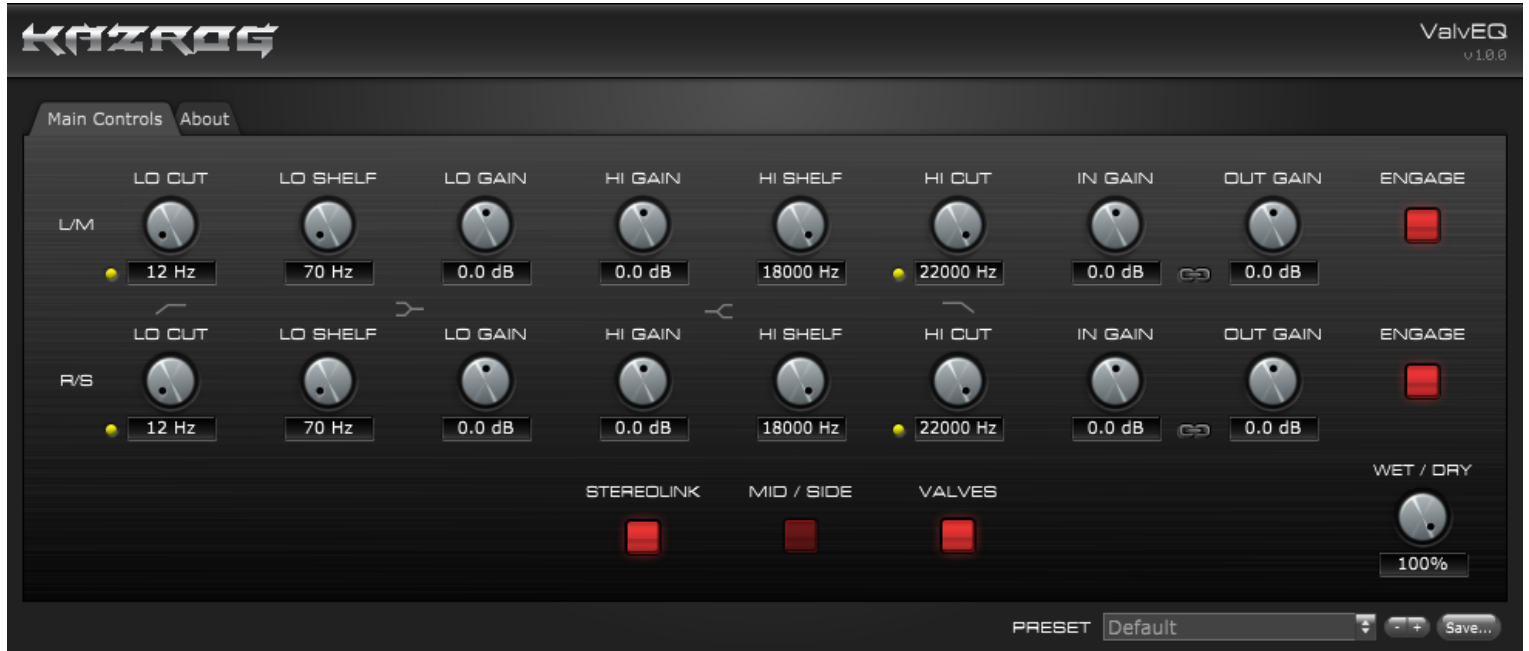 KAZROG
ValvEQ
v1.0.0
Main Controls About
LO CUT LO SHELF LO GAIN HI GAIN HI SHELF HI CUT IN GAIN OUT GAIN ENGAGE
L/M
12 Hz 70 Hz 0.0 dB 0.0 dB 18000 Hz 22000 Hz 0.0 dB 0.0 dB
LO CUT LO SHELF LO GAIN HI GAIN HI SHELF HI CUT IN GAIN OUT GAIN ENGAGE
R/S
12 Hz 70 Hz 0.0 dB 0.0 dB 18000 Hz 22000 Hz 0.0 dB 0.0 dB
WET / DRY
STEREOLINK MID / SIDE VALVES
100%
PRESET Default - + Save...